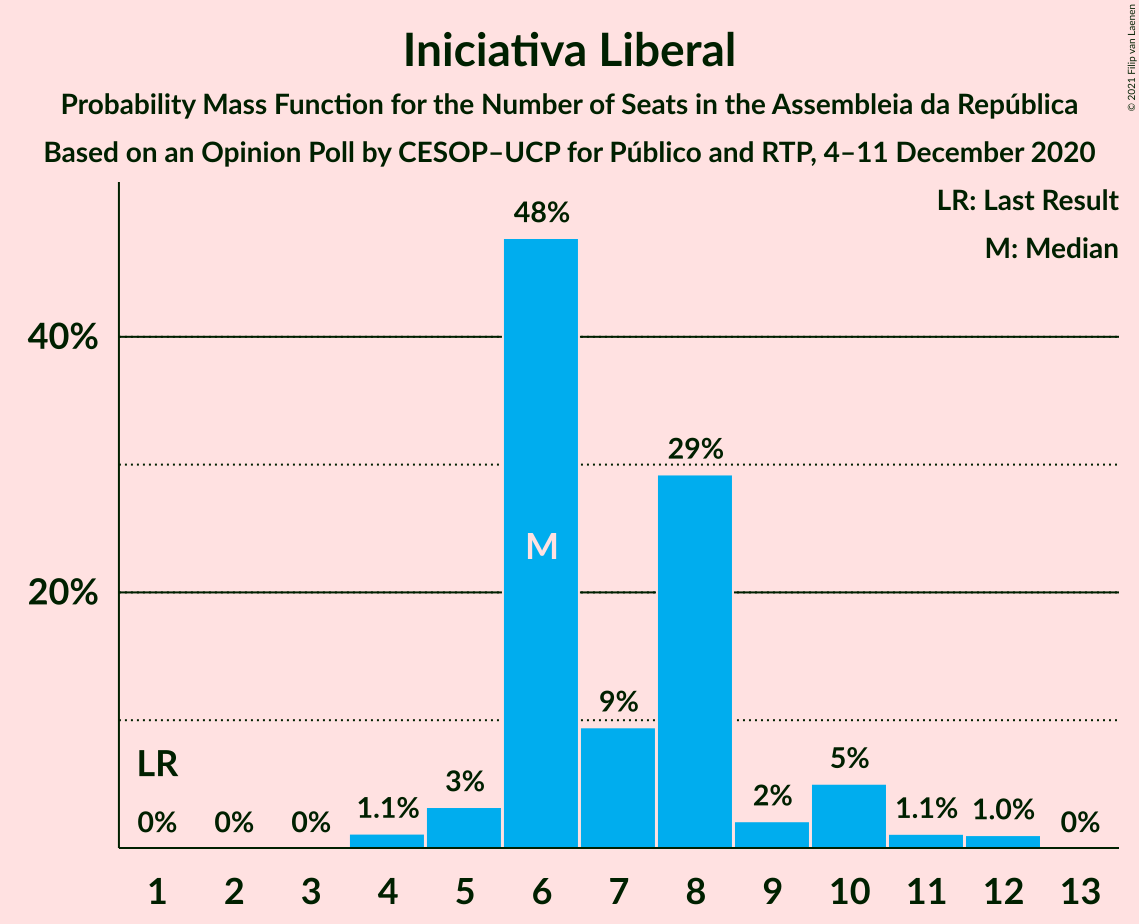 Iniciativa Liberal
Probability Mass Function for the Number of Seats in the Assembleia da República
Based on an Opinion Poll by CESOP–UCP for Público and RTP, 4–11 December 2020
© 2021 Filip van Laenen
LR: Last Result
M: Median
48%
40%
29%
M
20%
9%
LR
5%
3%
2%
1.1%
1.1%
1.0%
0%
0%
0%
0%
1 2 3 4 5 6 7 8 9 10 11 12 13